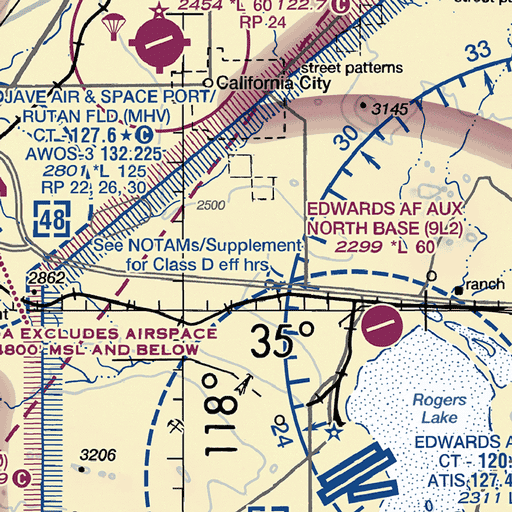 2454 *L 60 122.7 C
RP 24
street p
33
street patterns
California City
3145
OJAVE AIR & SPACE PORT/
RUTAN FLD (MHV)
CT - 127.6 ★ C
AWOS-3 132.225
2801 *L 125
RP 22, 26, 30
30
48
2500
EDWARDS AF AUX
NORTH BASE (9L2)
2299 *L 60
See NOTAMs/Supplement
for Class D eff hrs
2862
ranch
A EXCLUDES AIRSPACE
4800 MSL AND BELOW
35°
118°
24
Rogers
Lake
EDWARDS A
CT - 120
ATIS 127.4
2311 L
3206
9 C